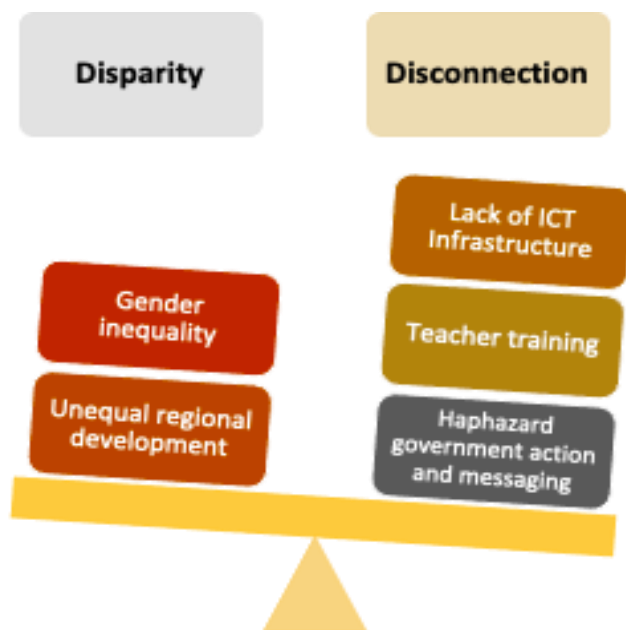 Disparity
Disconnection
Lack of ICT
Infrastructure
Gender
inequality
Teacher training
Unequal regional
development
Haphazard
government action
and messaging